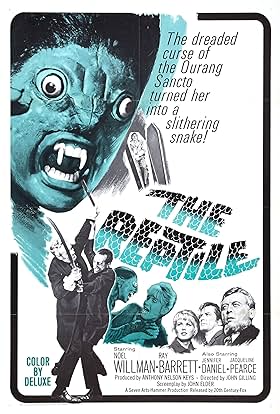 The dreaded
curse of
the Ourang
Sancto
turned her
into a
slithering
snake!
THE
REPTILE
Starring
NOEL
WILLMAN
RAY
BARRETT
Also Starring
JENNIFER
DANIEL
JACQUELINE
PEARCE
COLOR BY
DELUXE
Produced by ANTHONY NELSON KEYS
Directed by JOHN GILLING
Screenplay by JOHN ELDER
A Seven Arts-Hammer Production
Released by 20th Century-Fox